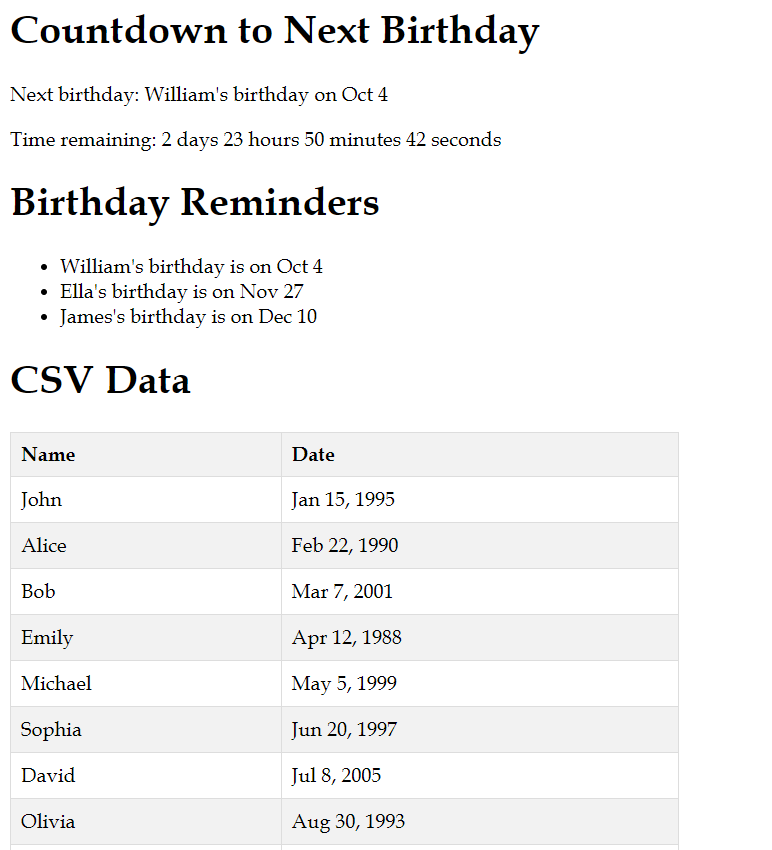 Countdown to Next Birthday
Next birthday: William's birthday on Oct 4
Time remaining: 2 days 23 hours 50 minutes 42 seconds
Birthday Reminders
• William's birthday is on Oct 4
• Ella's birthday is on Nov 27
• James's birthday is on Dec 10
CSV Data
Name Date
John Jan 15, 1995
Alice Feb 22, 1990
Bob Mar 7, 2001
Emily Apr 12, 1988
Michael May 5, 1999
Sophia Jun 20, 1997
David Jul 8, 2005
Olivia Aug 30, 1993